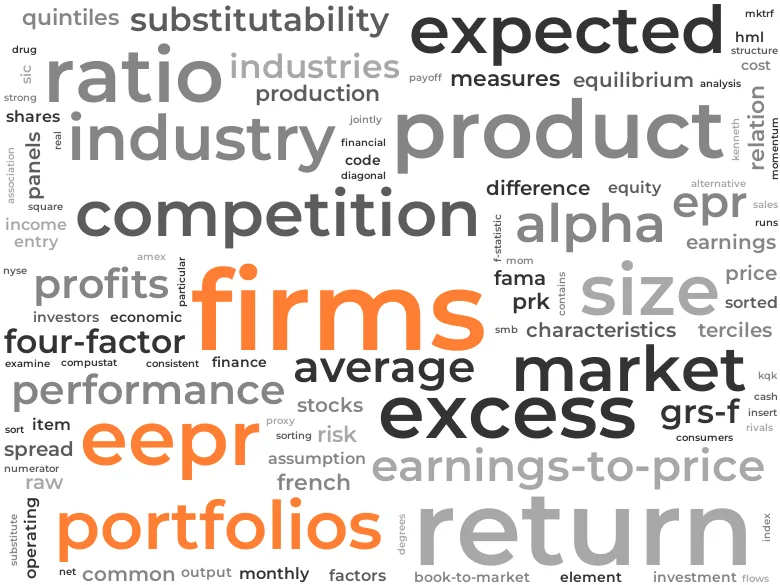 quintiles substitutability expected mktrf
drug hml
structure
sic ratio industries cost
payoff measures equilibrium analysis
strong production
shares industry jointly product kenneth relation momentum
real financial
association panels code
diagonal
square competition difference equity alternative
epr sales
income alpha runs
entry f-statistic earnings
amex mom
nyse profits particular firms fama contains size price
prk sorted
investors economic
four-factor smb characteristics terciles
examine compustat consistent finance average market kqk
performance excess cash
stocks grs-f insert
sort item eepr proxy rivals
sorting risk consumers
spread assumption earnings-to-price
numerator
raw french
substitute operating portfolios degrees return index
net common output monthly factors book-to-market element investment flows